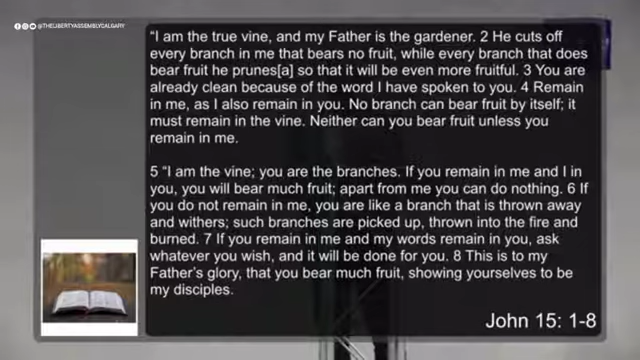 @THELIBERTYASSEMBLYCALGARY
“I am the true vine, and my Father is the gardener. 2 He cuts off
every branch in me that bears no fruit, while every branch that does
bear fruit he prunes[a] so that it will be even more fruitful. 3 You are
already clean because of the word I have spoken to you. 4 Remain
in me, as I also remain in you. No branch can bear fruit by itself; it
must remain in the vine. Neither can you bear fruit unless you
remain in me.
5 “I am the vine; you are the branches. If you remain in me and I in
you, you will bear much fruit; apart from me you can do nothing. 6 If
you do not remain in me, you are like a branch that is thrown away
and withers; such branches are picked up, thrown into the fire and
burned. 7 If you remain in me and my words remain in you, ask
whatever you wish, and it will be done for you. 8 This is to my
Father’s glory, that you bear much fruit, showing yourselves to be
my disciples.
John 15: 1-8